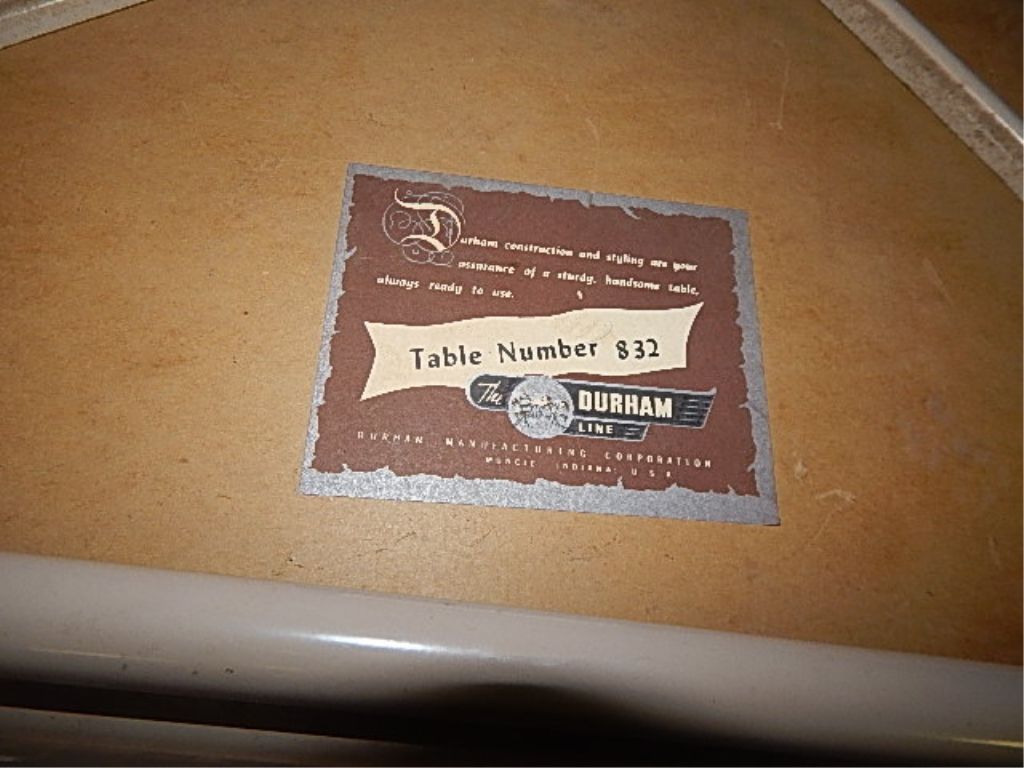 Durham construction and styling are your
assurance of a sturdy, handsome table,
always ready to use.
Table Number 832
The DURHAM
LINE
DURHAM MANUFACTURING CORPORATION
MUNCIE INDIANA, U S A